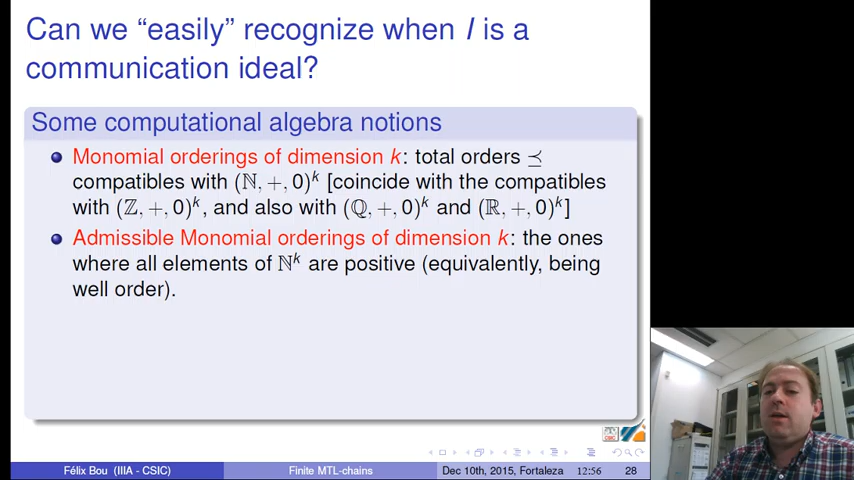 Can we “easily” recognize when I is a
communication ideal?
Some computational algebra notions
Monomial orderings of dimension k: total orders ⪯
compatibles with (ℕ, +, 0)ᵏ [coincide with the compatibles
with (ℤ, +, 0)ᵏ, and also with (ℚ, +, 0)ᵏ and (ℝ, +, 0)ᵏ]
Admissible Monomial orderings of dimension k: the ones
where all elements of ℕᵏ are positive (equivalently, being
well order).
CSIC
Félix Bou (IIIA - CSIC) Finite MTL-chains Dec 10th, 2015, Fortaleza 12:56 28